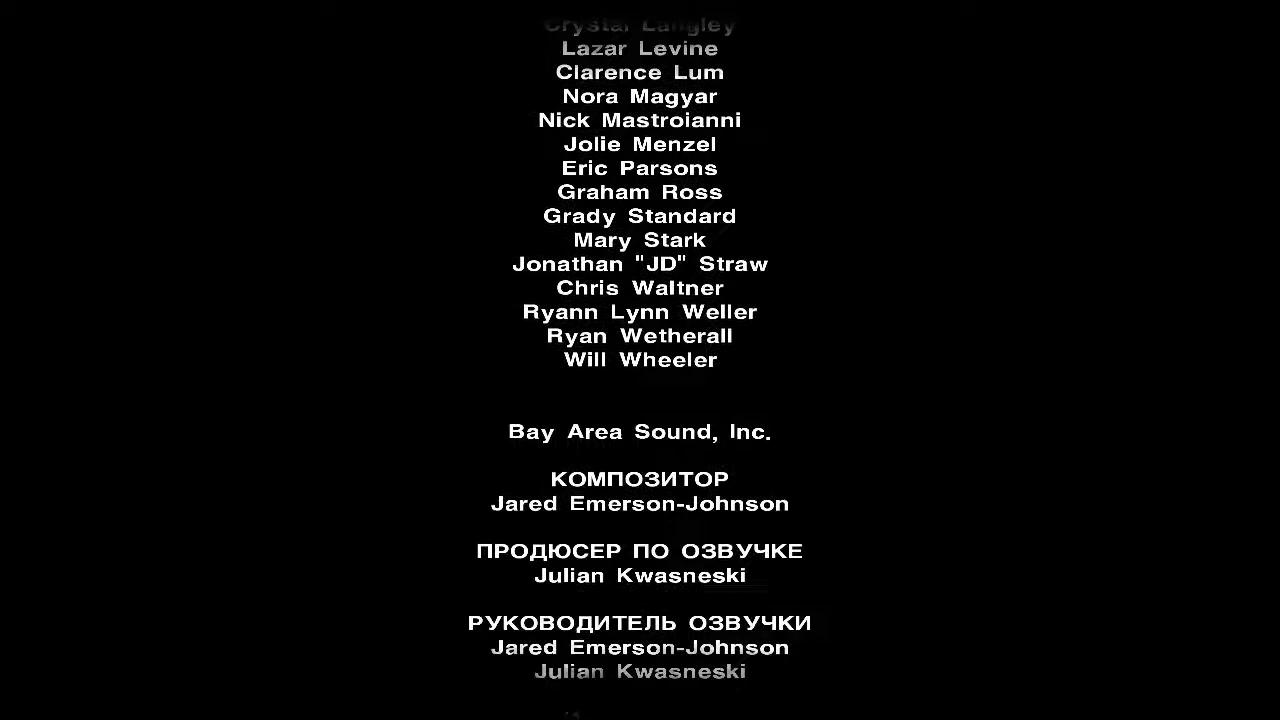 Crystal Langley
Lazar Levine
Clarence Lum
Nora Magyar
Nick Mastroianni
Jolie Menzel
Eric Parsons
Graham Ross
Grady Standard
Mary Stark
Jonathan "JD" Straw
Chris Waltner
Ryann Lynn Weller
Ryan Wetherall
Will Wheeler
Bay Area Sound, Inc.
КОМПОЗИТОР
Jared Emerson-Johnson
ПРОДЮСЕР ПО ОЗВУЧКЕ
Julian Kwasneski
РУКОВОДИТЕЛЬ ОЗВУЧКИ
Jared Emerson-Johnson
Julian Kwasneski